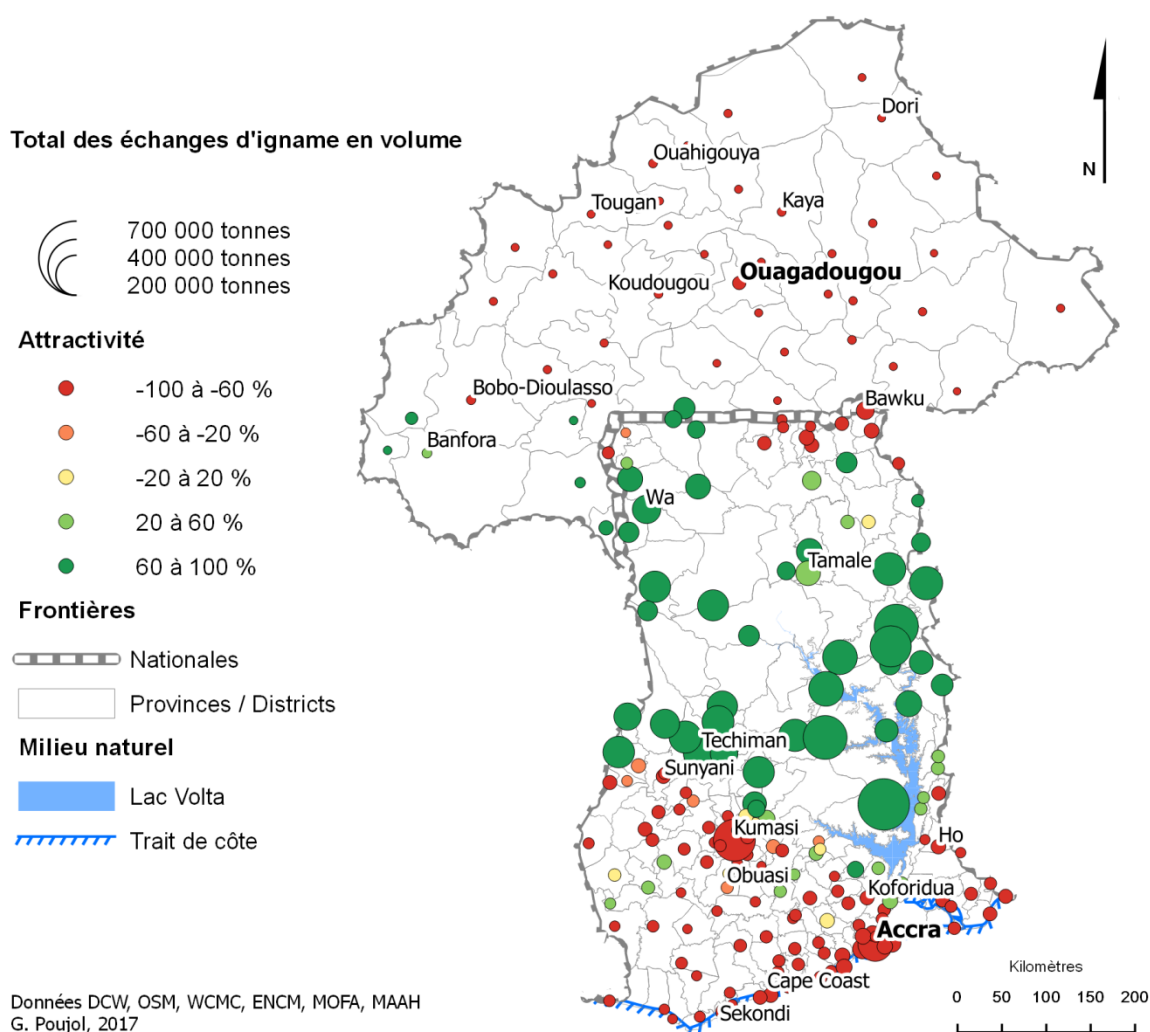 Total des échanges d'igname en volume
700 000 tonnes
400 000 tonnes
200 000 tonnes
Attractivité
-100 à -60 %
-60 à -20 %
-20 à 20 %
20 à 60 %
60 à 100 %
Frontières
Nationales
Provinces / Districts
Milieu naturel
Lac Volta
Trait de côte
Données DCW, OSM, WCMC, ENCM, MOFA, MAAH
G. Poujol, 2017
N
Dori
Ouahigouya
Tougan
Kaya
Ouagadougou
Koudougou
Bobo-Dioulasso
Bawku
Banfora
Wa
Tamale
Techiman
Sunyani
Kumasi
Ho
Obuasi
Koforidua
Accra
Cape Coast
Sekondi
Kilomètres
0 50 100 150 200